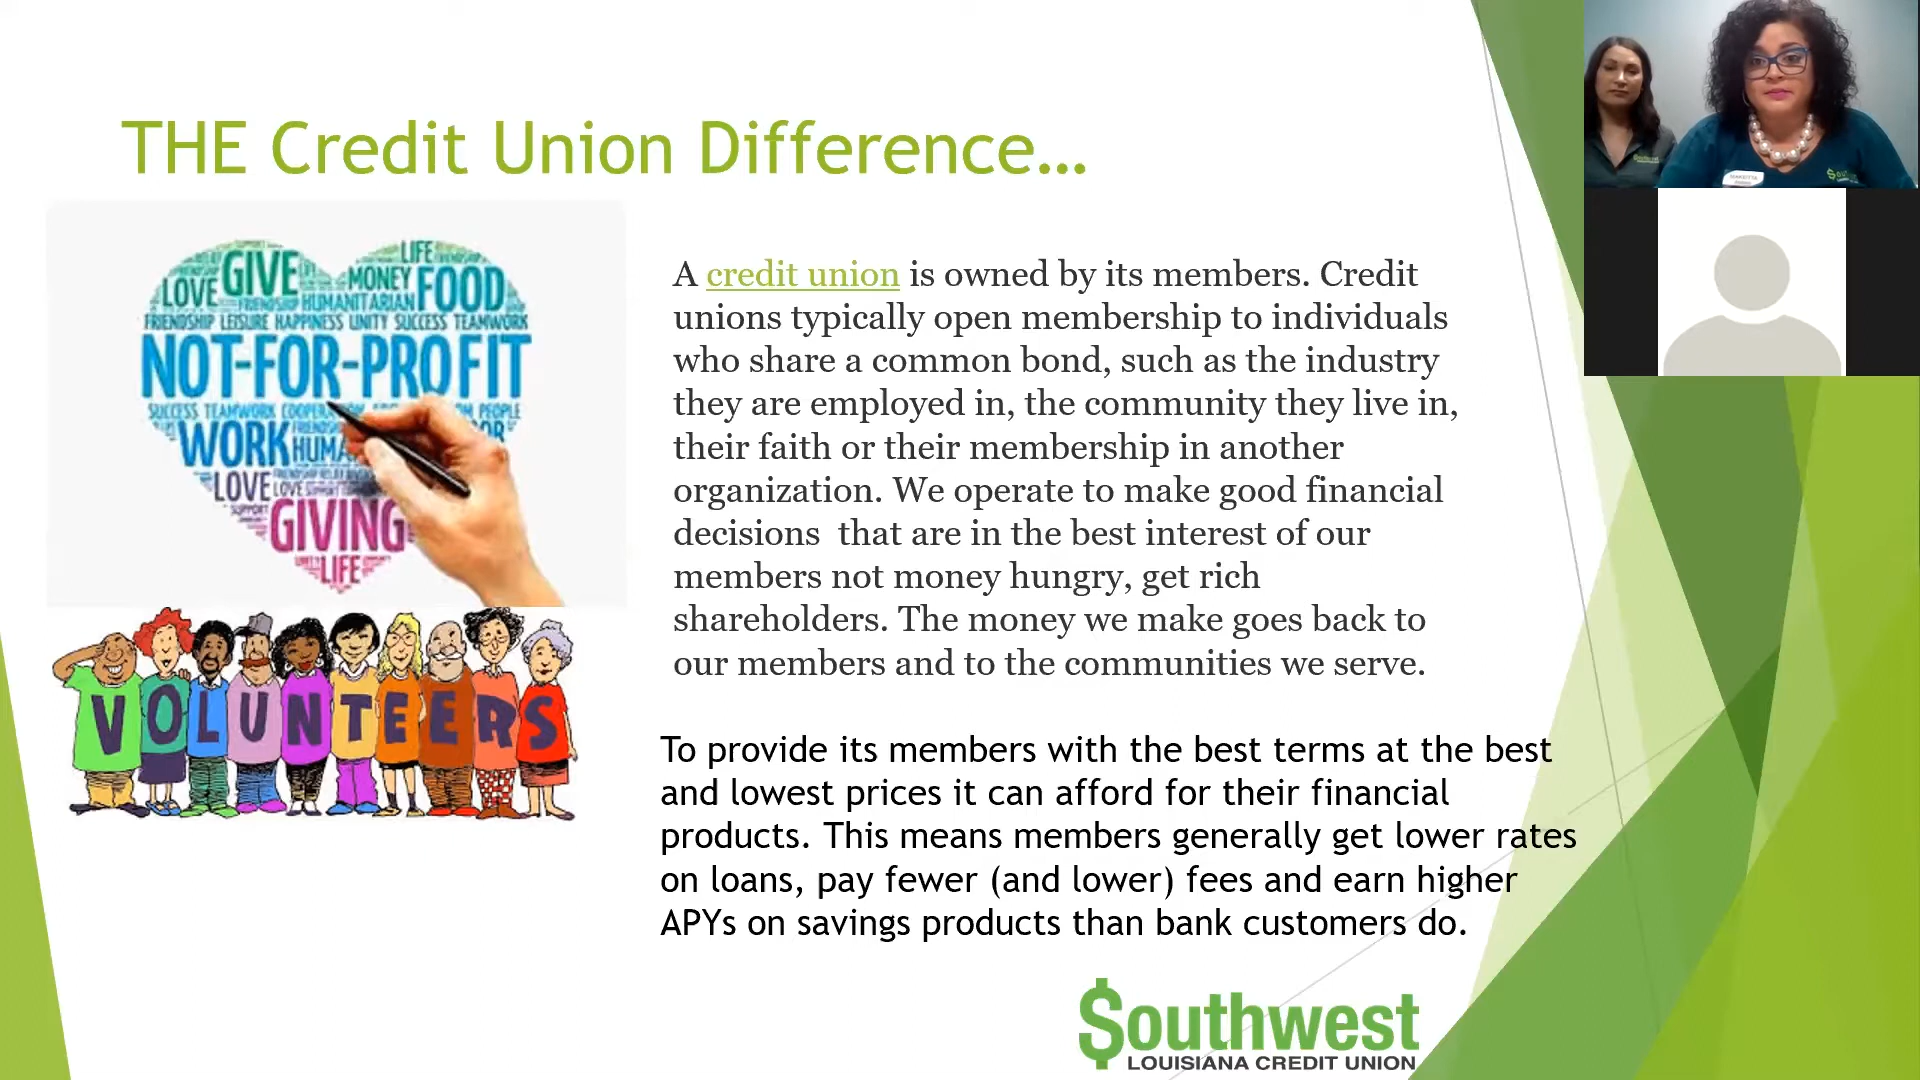 THE Credit Union Difference...
LIFE
GIVE MONEY FOOD
LOVE HUMANITARIAN
FRIENDSHIP LEISURE HAPPINESS UNITY SUCCESS TEAMWORK
NOT-FOR-PROFIT
SUCCESS TEAMWORK PEOPLE
WORK
LOVE LOVE
SUPPORT
GIVING
LIFE
VOLUNTEERS
A credit union is owned by its members. Credit
unions typically open membership to individuals
who share a common bond, such as the industry
they are employed in, the community they live in,
their faith or their membership in another
organization. We operate to make good financial
decisions that are in the best interest of our
members not money hungry, get rich
shareholders. The money we make goes back to
our members and to the communities we serve.
To provide its members with the best terms at the best
and lowest prices it can afford for their financial
products. This means members generally get lower rates
on loans, pay fewer (and lower) fees and earn higher
APYs on savings products than bank customers do.
$outhwest
LOUISIANA CREDIT UNION